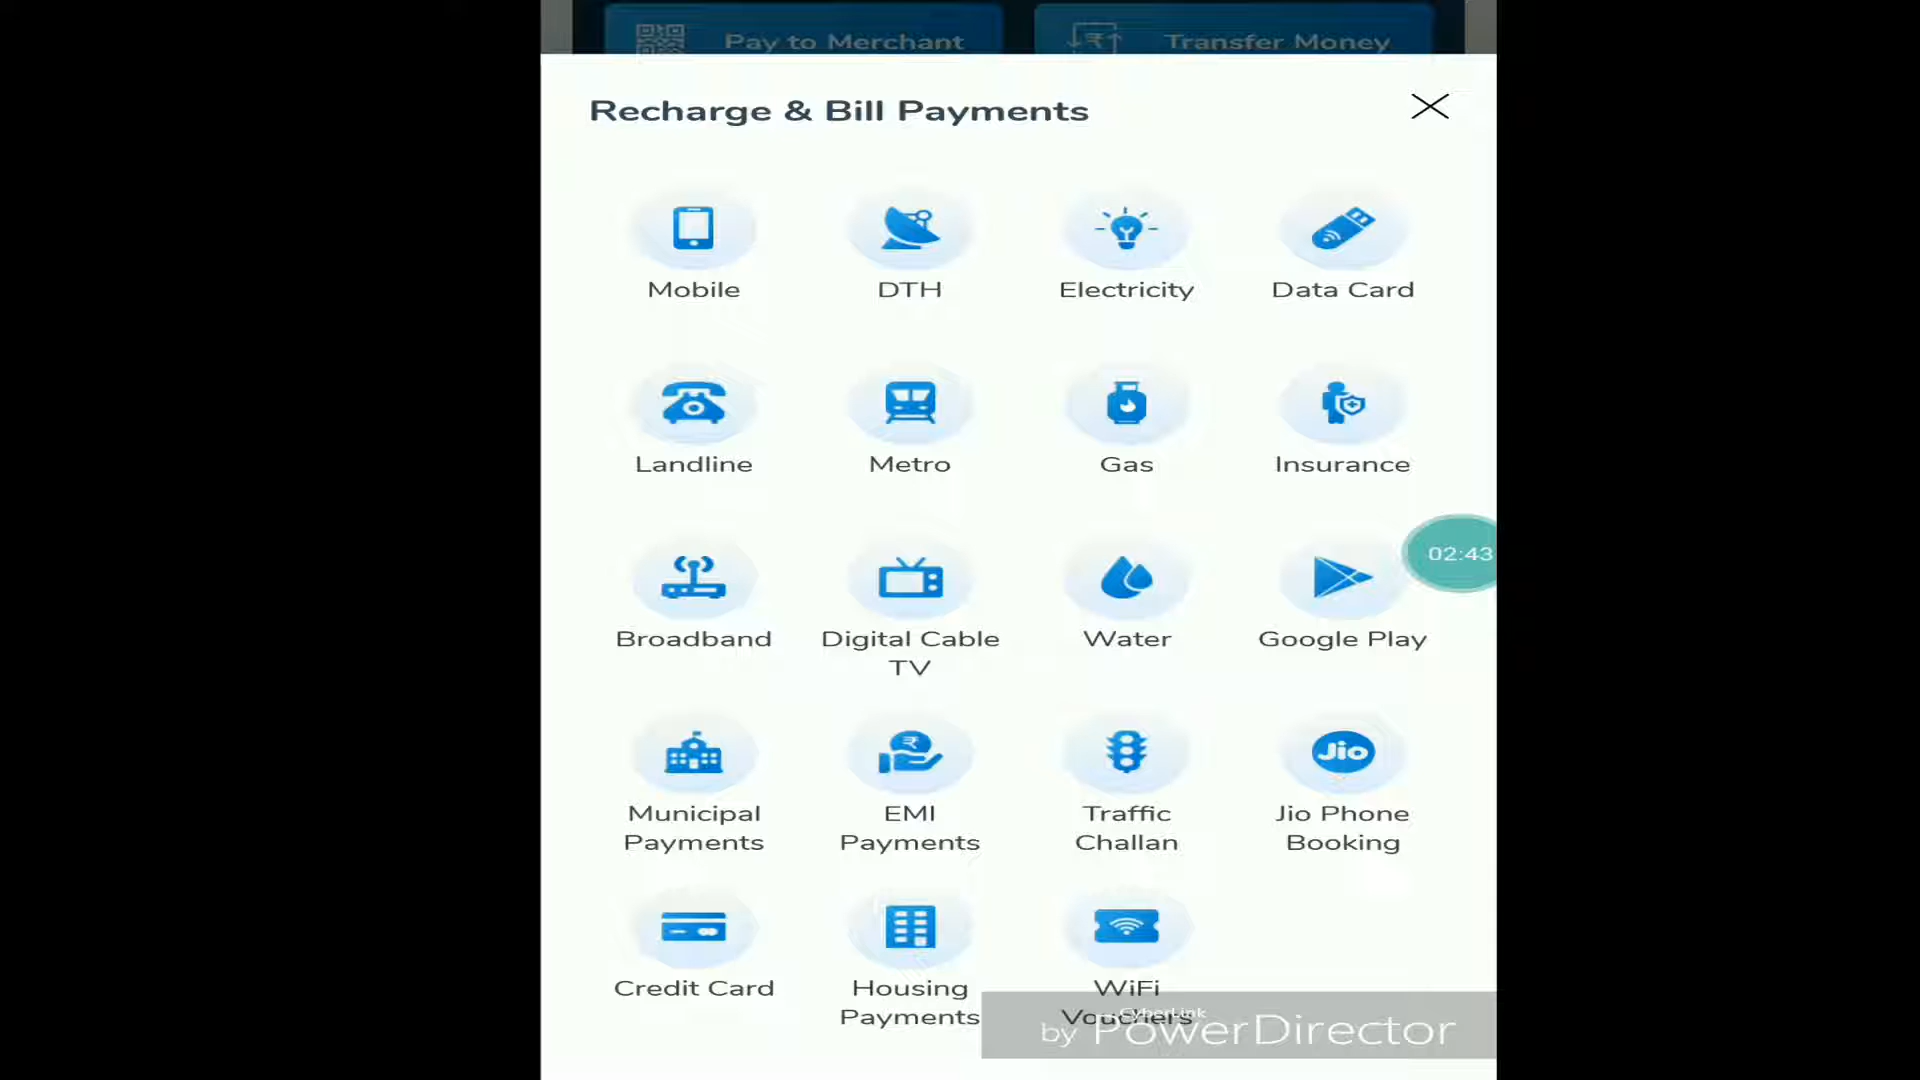 Pay to Merchant
Transfer Money
Recharge & Bill Payments
Mobile
DTH
Electricity
Data Card
Landline
Metro
Gas
Insurance
02:43
Broadband
Digital Cable
TV
Water
Google Play
Jio
Municipal
Payments
EMI
Payments
Traffic
Challan
Jio Phone
Booking
Credit Card
Housing
Payments
WiFi
Vouchers
CyberLink
by PowerDirector